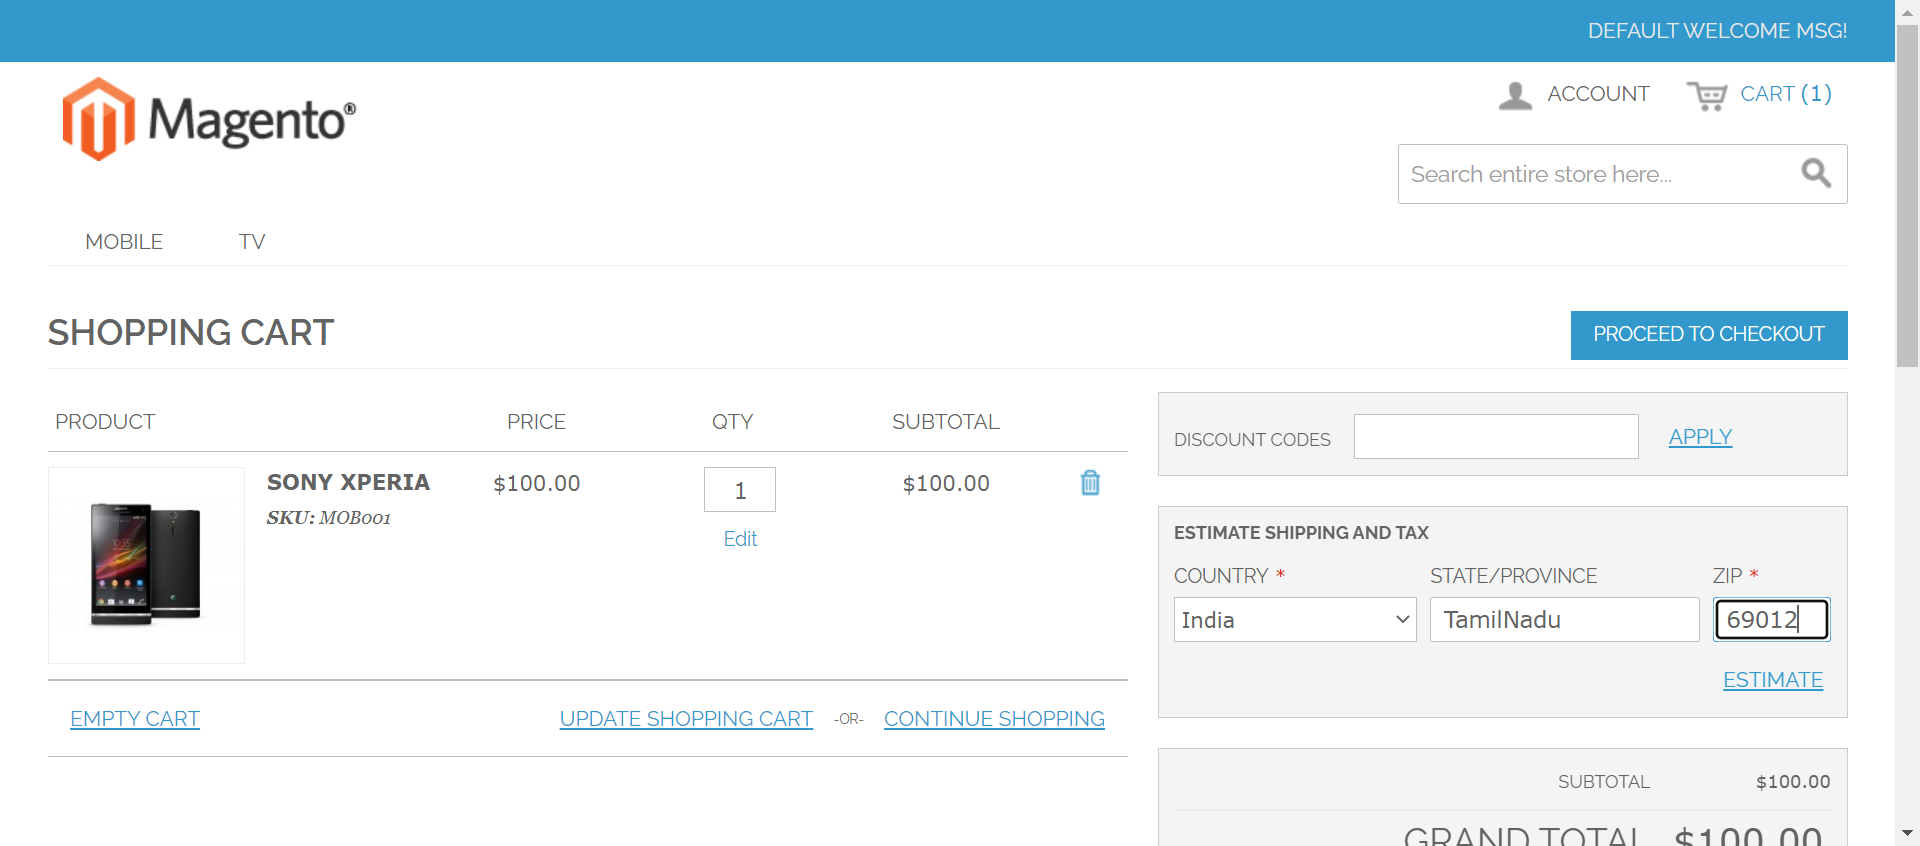 DEFAULT WELCOME MSG!
Magento®
ACCOUNT
CART (1)
Search entire store here...
MOBILE
TV
SHOPPING CART
PROCEED TO CHECKOUT
PRODUCT PRICE QTY SUBTOTAL
SONY XPERIA $100.00 1 $100.00
SKU: MOB001
Edit
EMPTY CART UPDATE SHOPPING CART -OR- CONTINUE SHOPPING
DISCOUNT CODES APPLY
ESTIMATE SHIPPING AND TAX
COUNTRY * STATE/PROVINCE ZIP *
India TamilNadu 69012
ESTIMATE
SUBTOTAL $100.00
GRAND TOTAL $100.00